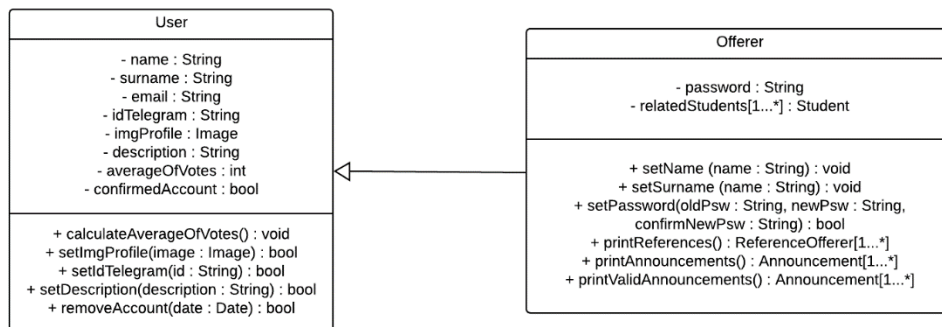 User
- name : String
- surname : String
- email : String
- idTelegram : String
- imgProfile : Image
- description : String
- averageOfVotes : int
- confirmedAccount : bool
+ calculateAverageOfVotes() : void
+ setImgProfile(image : Image) : bool
+ setIdTelegram(id : String) : bool
+ setDescription(description : String) : bool
+ removeAccount(date : Date) : bool
Offerer
- password : String
- relatedStudents[1...*] : Student
+ setName (name : String) : void
+ setSurname (name : String) : void
+ setPassword(oldPsw : String, newPsw : String,
confirmNewPsw : String) : bool
+ printReferences() : ReferenceOfferer[1...*]
+ printAnnouncements() : Announcement[1...*]
+ printValidAnnouncements() : Announcement[1...*]